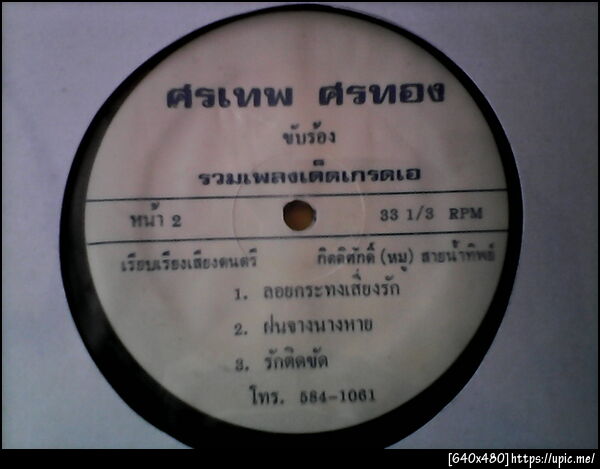 ศรเทพ ศรทอง
ขับร้อง
รวมเพลงเด็ดเกรดเอ
หน้า 2 33 1/3 RPM
เรียบเรียงเสียงดนตรี กิตติศักดิ์ (หมู) สายน้ำทิพย์
1. ลอยกระทงเสี่ยงรัก
2. ฝนจางนางหาย
3. รักติดขัด
โทร. 584-1061
[640x480]https://upic.me/